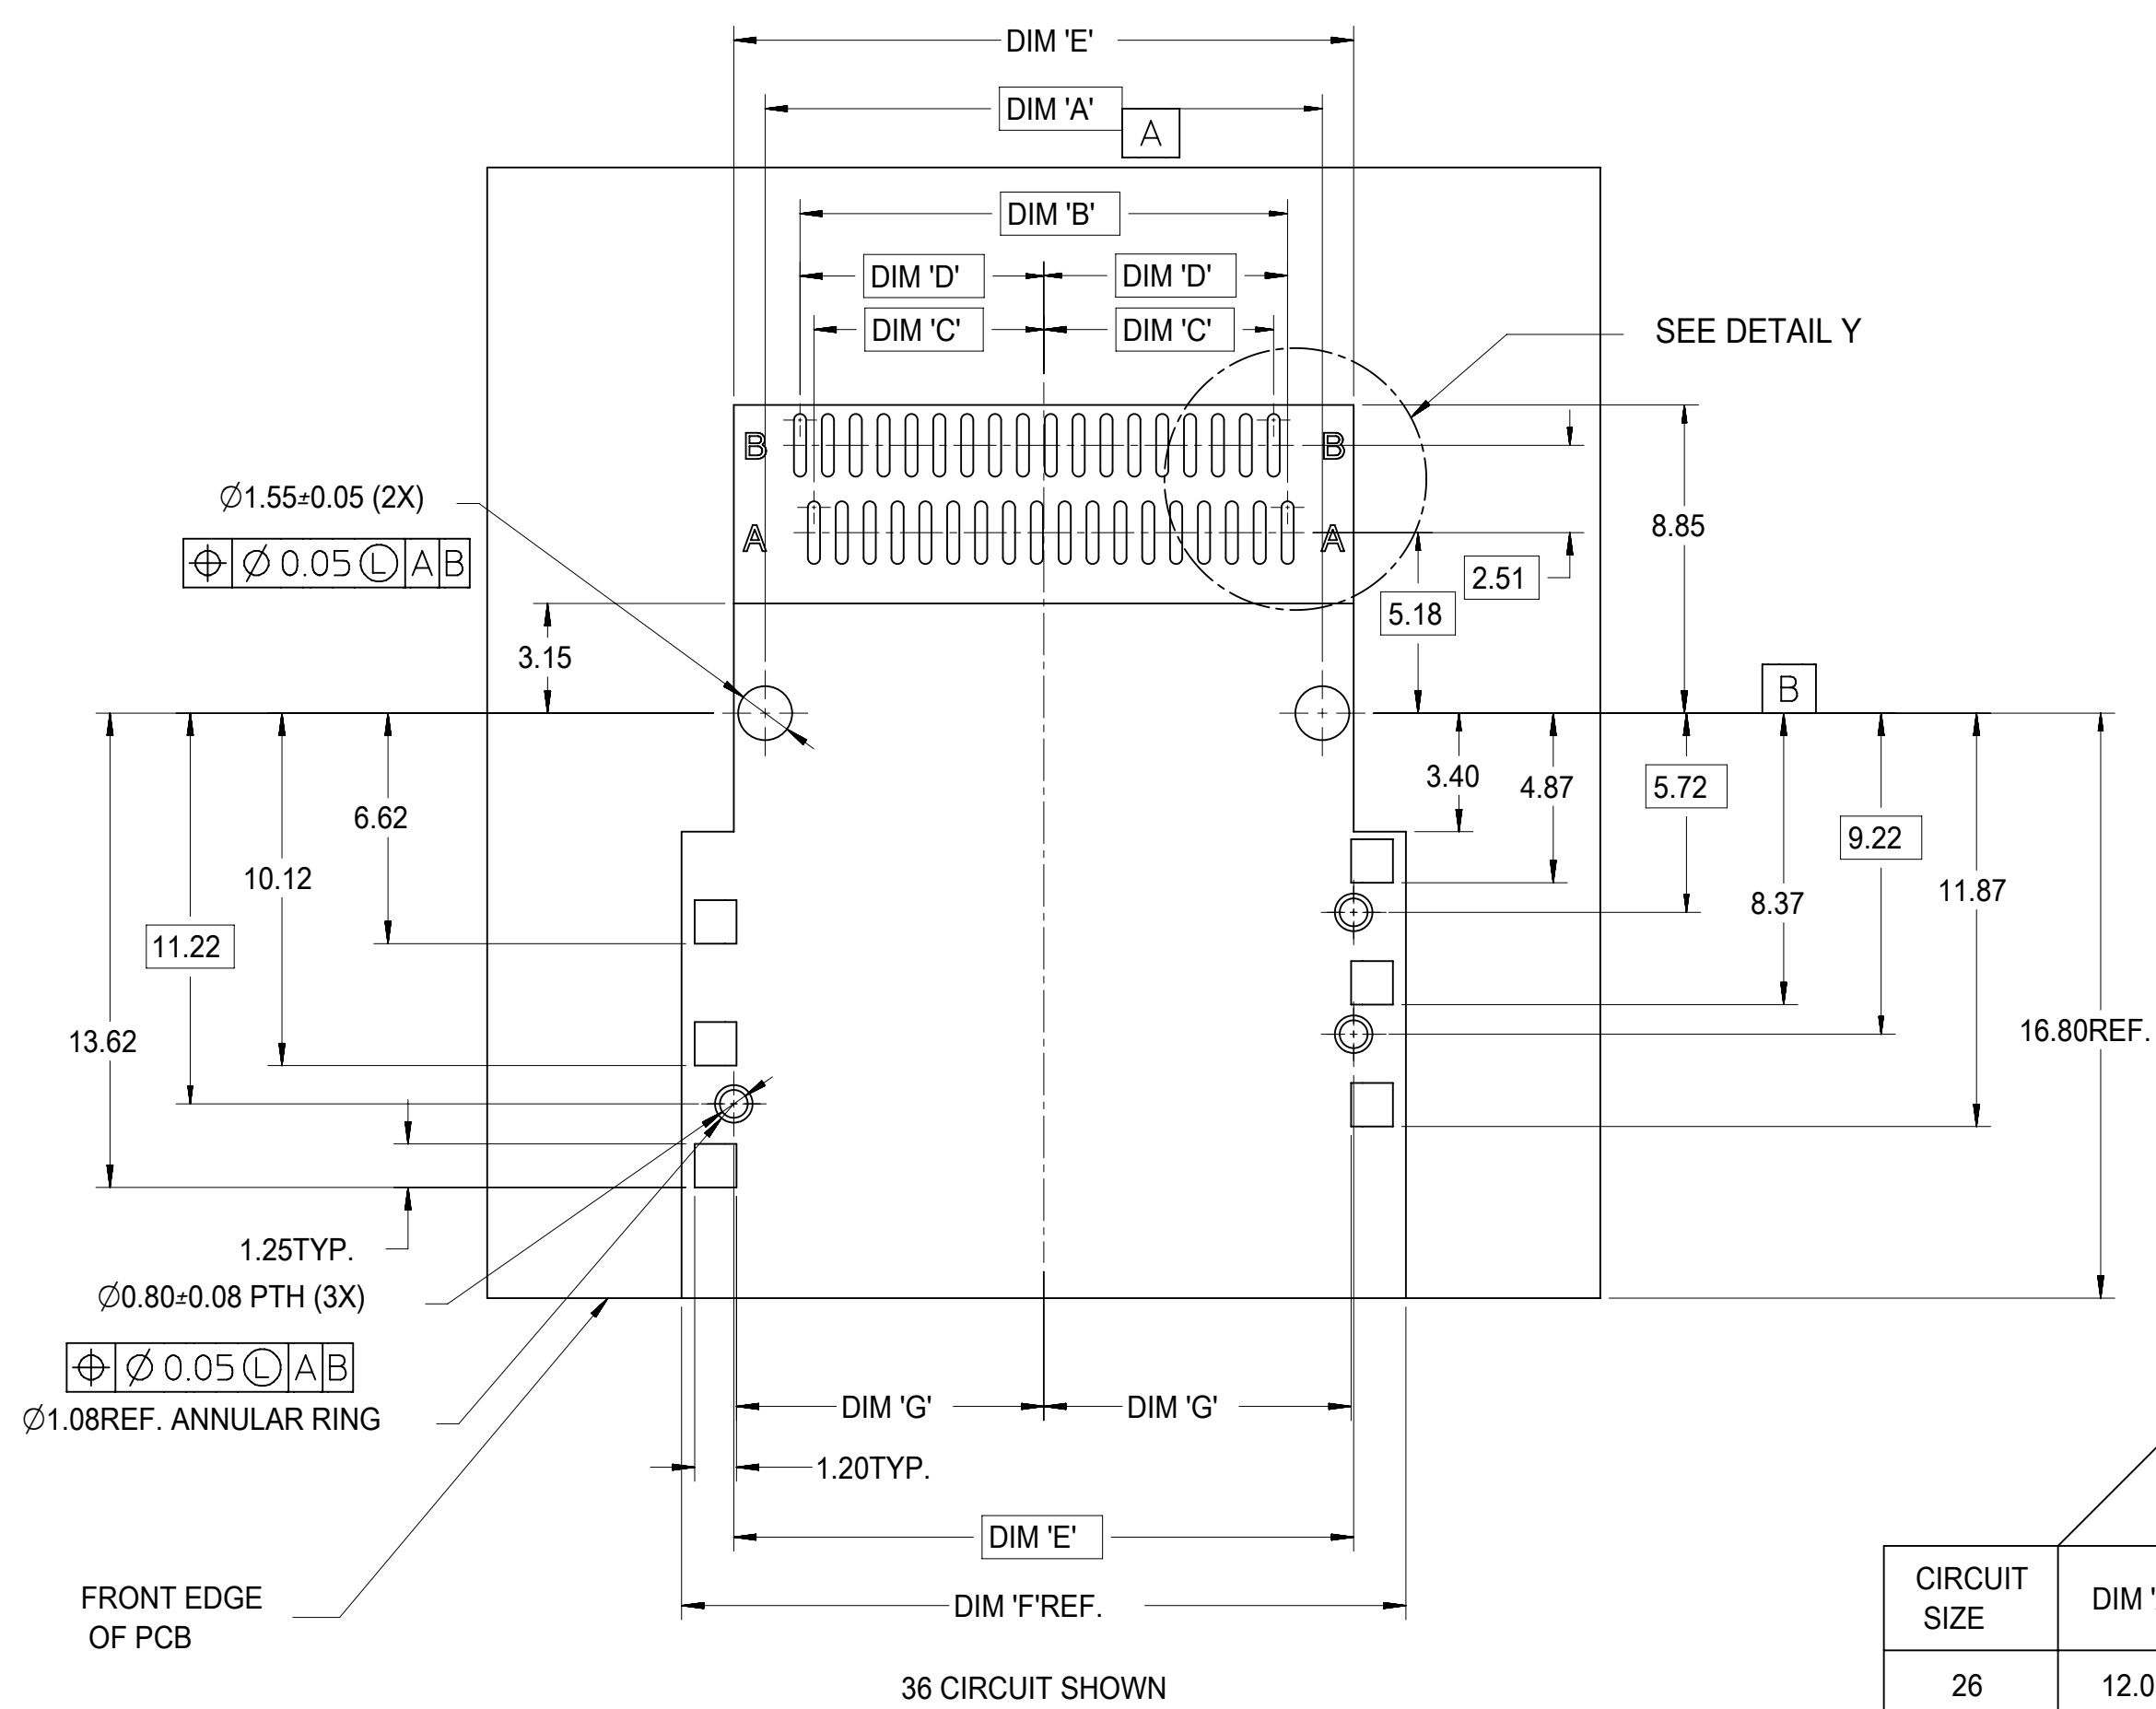 DIM 'E'
DIM 'A'
A
DIM 'B'
DIM 'D' DIM 'D'
DIM 'C' DIM 'C'
SEE DETAIL Y
B B
A A
∅1.55±0.05 (2X)
⌖ ∅ 0.05 Ⓛ A B
8.85
2.51
5.18
3.15
B
3.40
4.87
5.72
6.62
9.22
10.12
8.37
11.87
11.22
13.62
16.80REF.
1.25TYP.
∅0.80±0.08 PTH (3X)
⌖ ∅ 0.05 Ⓛ A B
∅1.08REF. ANNULAR RING
DIM 'G' DIM 'G'
1.20TYP.
DIM 'E'
FRONT EDGE
OF PCB
DIM 'F'REF.
36 CIRCUIT SHOWN
CIRCUIT
SIZE
DIM '
26 12.0